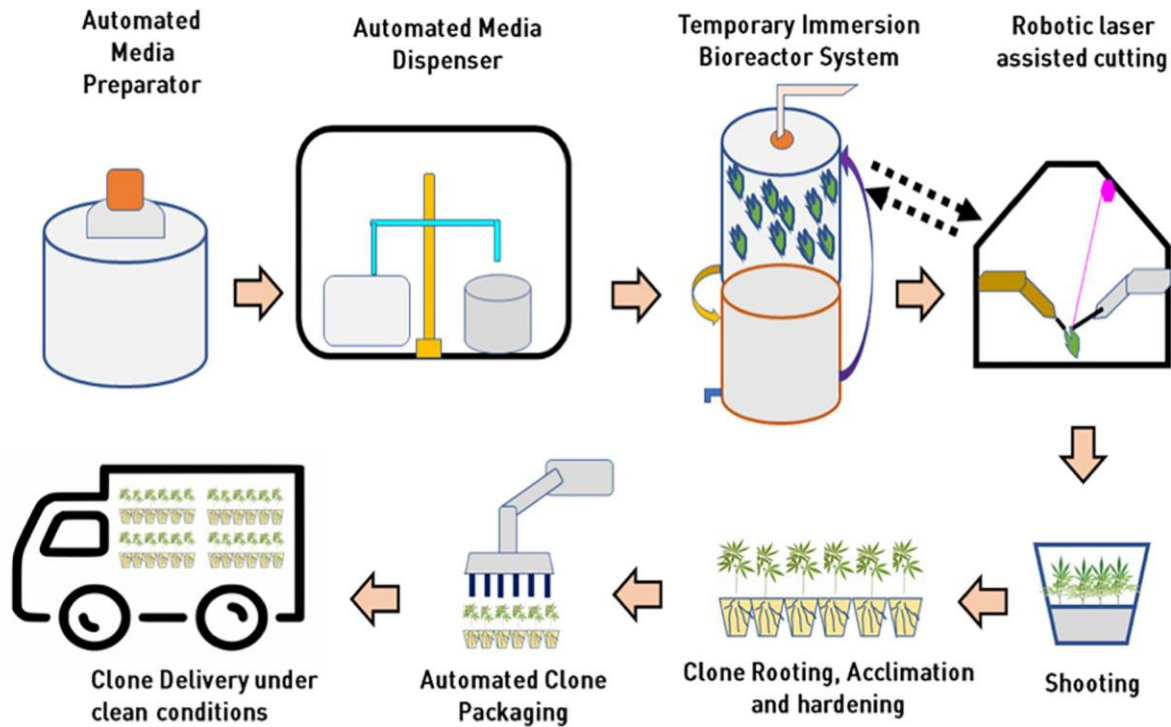 Automated
Media
Preparator
Automated Media
Dispenser
Temporary Immersion
Bioreactor System
Robotic laser
assisted cutting
Clone Delivery under
clean conditions
Automated Clone
Packaging
Clone Rooting, Acclimation
and hardening
Shooting